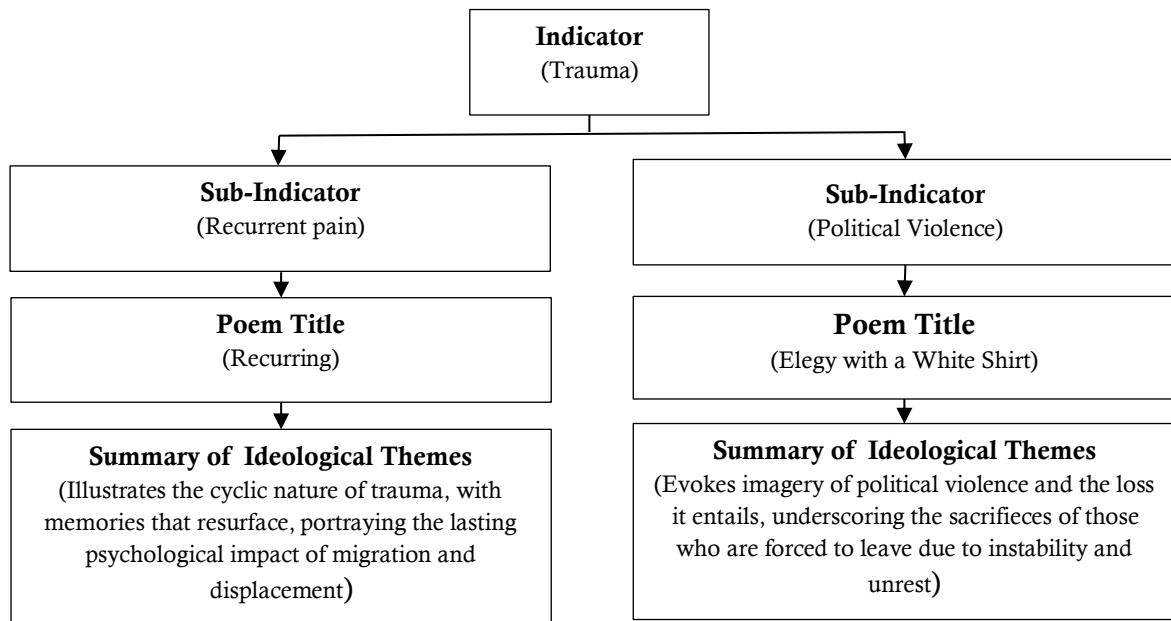 Indicator
(Trauma)
Sub-Indicator
(Recurrent pain)
Sub-Indicator
(Political Violence)
Poem Title
(Recurring)
Poem Title
(Elegy with a White Shirt)
Summary of Ideological Themes
(Illustrates the cyclic nature of trauma, with
memories that resurface, portraying the lasting
psychological impact of migration and
displacement)
Summary of Ideological Themes
(Evokes imagery of political violence and the loss
it entails, underscoring the sacrifieces of those
who are forced to leave due to instability and
unrest)